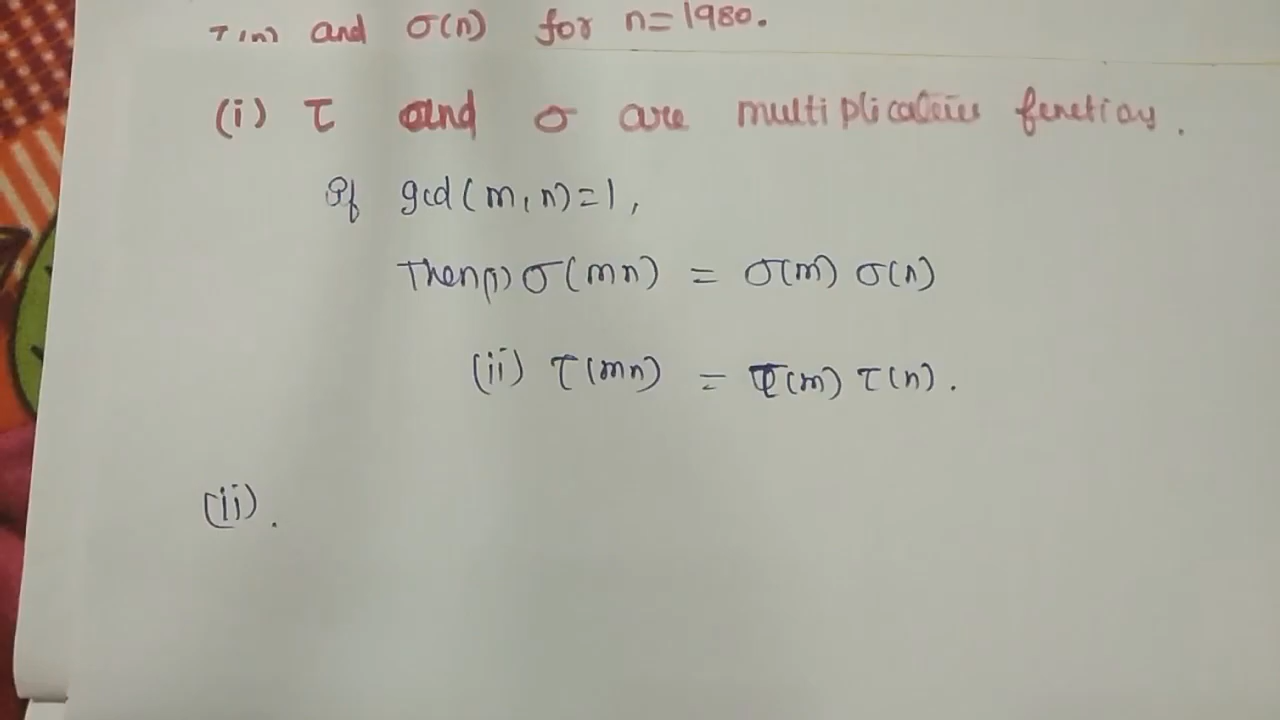 τ(n) and σ(n) for n=1980.
(i) τ and σ are multiplicative function.
If gcd(m,n)=1,
Then(i) σ(mn) = σ(m) σ(n)
(ii) τ(mn) = τ(m) τ(n).
(ii).